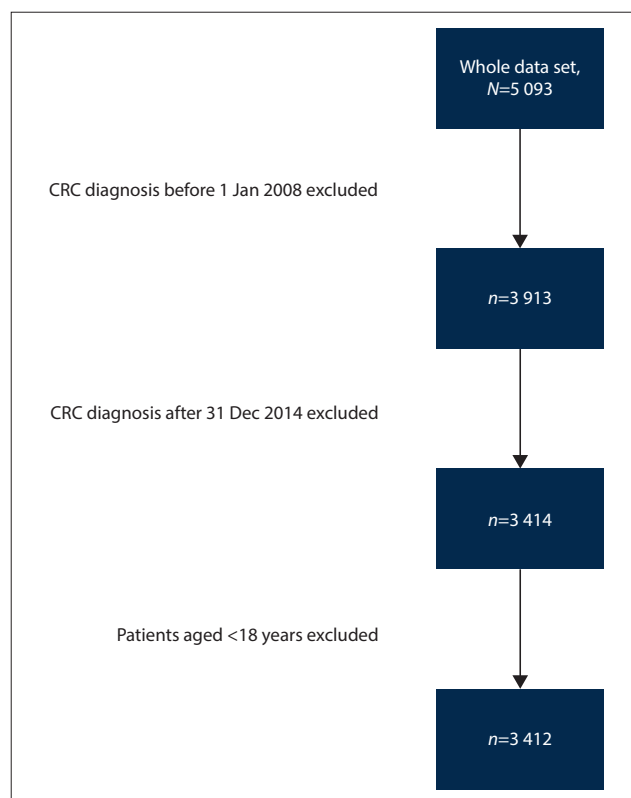 Whole data set,
N=5 093
CRC diagnosis before 1 Jan 2008 excluded
n=3 913
CRC diagnosis after 31 Dec 2014 excluded
n=3 414
Patients aged <18 years excluded
n=3 412